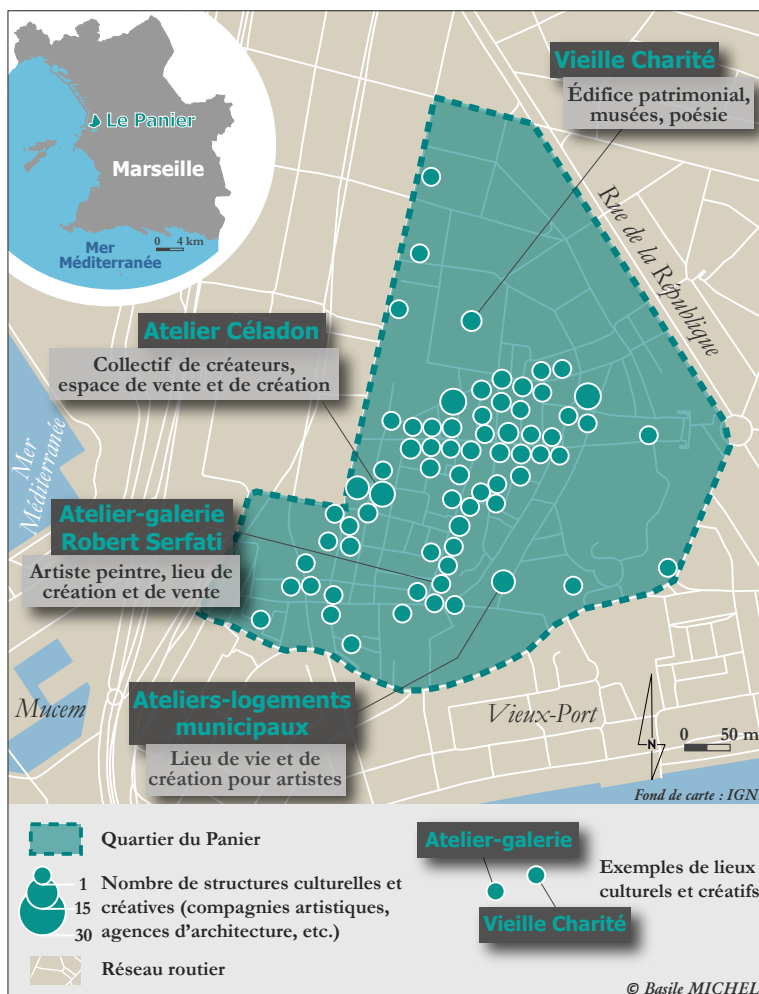 Vieille Charité
Édifice patrimonial,
musées, poésie
Le Panier
Marseille
0 4 km
Mer
Méditerranée
Rue de la République
Atelier Céladon
Collectif de créateurs,
espace de vente et de création
Mer
Méditerranée
Atelier-galerie
Robert Serfati
Artiste peintre, lieu de
création et de vente
Mucem
Ateliers-logements
municipaux
Lieu de vie et de
création pour artistes
Vieux-Port
N
0 50 m
Fond de carte : IGN
Quartier du Panier
1
15
30
Nombre de structures culturelles et
créatives (compagnies artistiques,
agences d'architecture, etc.)
Réseau routier
Atelier-galerie
Vieille Charité
Exemples de lieux
culturels et créatifs
© Basile MICHEL